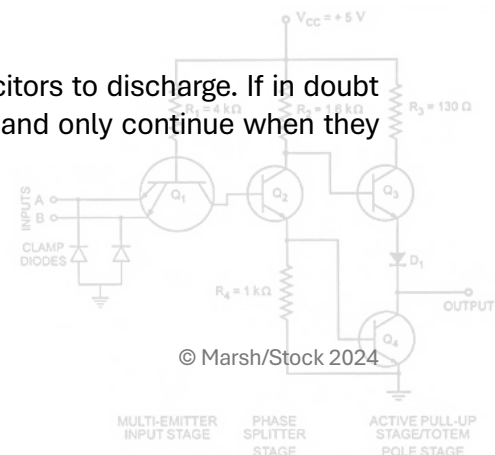 V_CC = + 5 V
citors to discharge. If in doubt
R₁ = 4 kΩ
R₂ = 1.6 kΩ
R₃ = 130 Ω
and only continue when they
Q₁
Q₂
Q₃
INPUTS
A
B
CLAMP
DIODES
D₁
R₄ = 1 kΩ
OUTPUT
Q₄
© Marsh/Stock 2024
MULTI-EMITTER
INPUT STAGE
PHASE
SPLITTER
STAGE
ACTIVE PULL-UP
STAGE/TOTEM
POLE STAGE